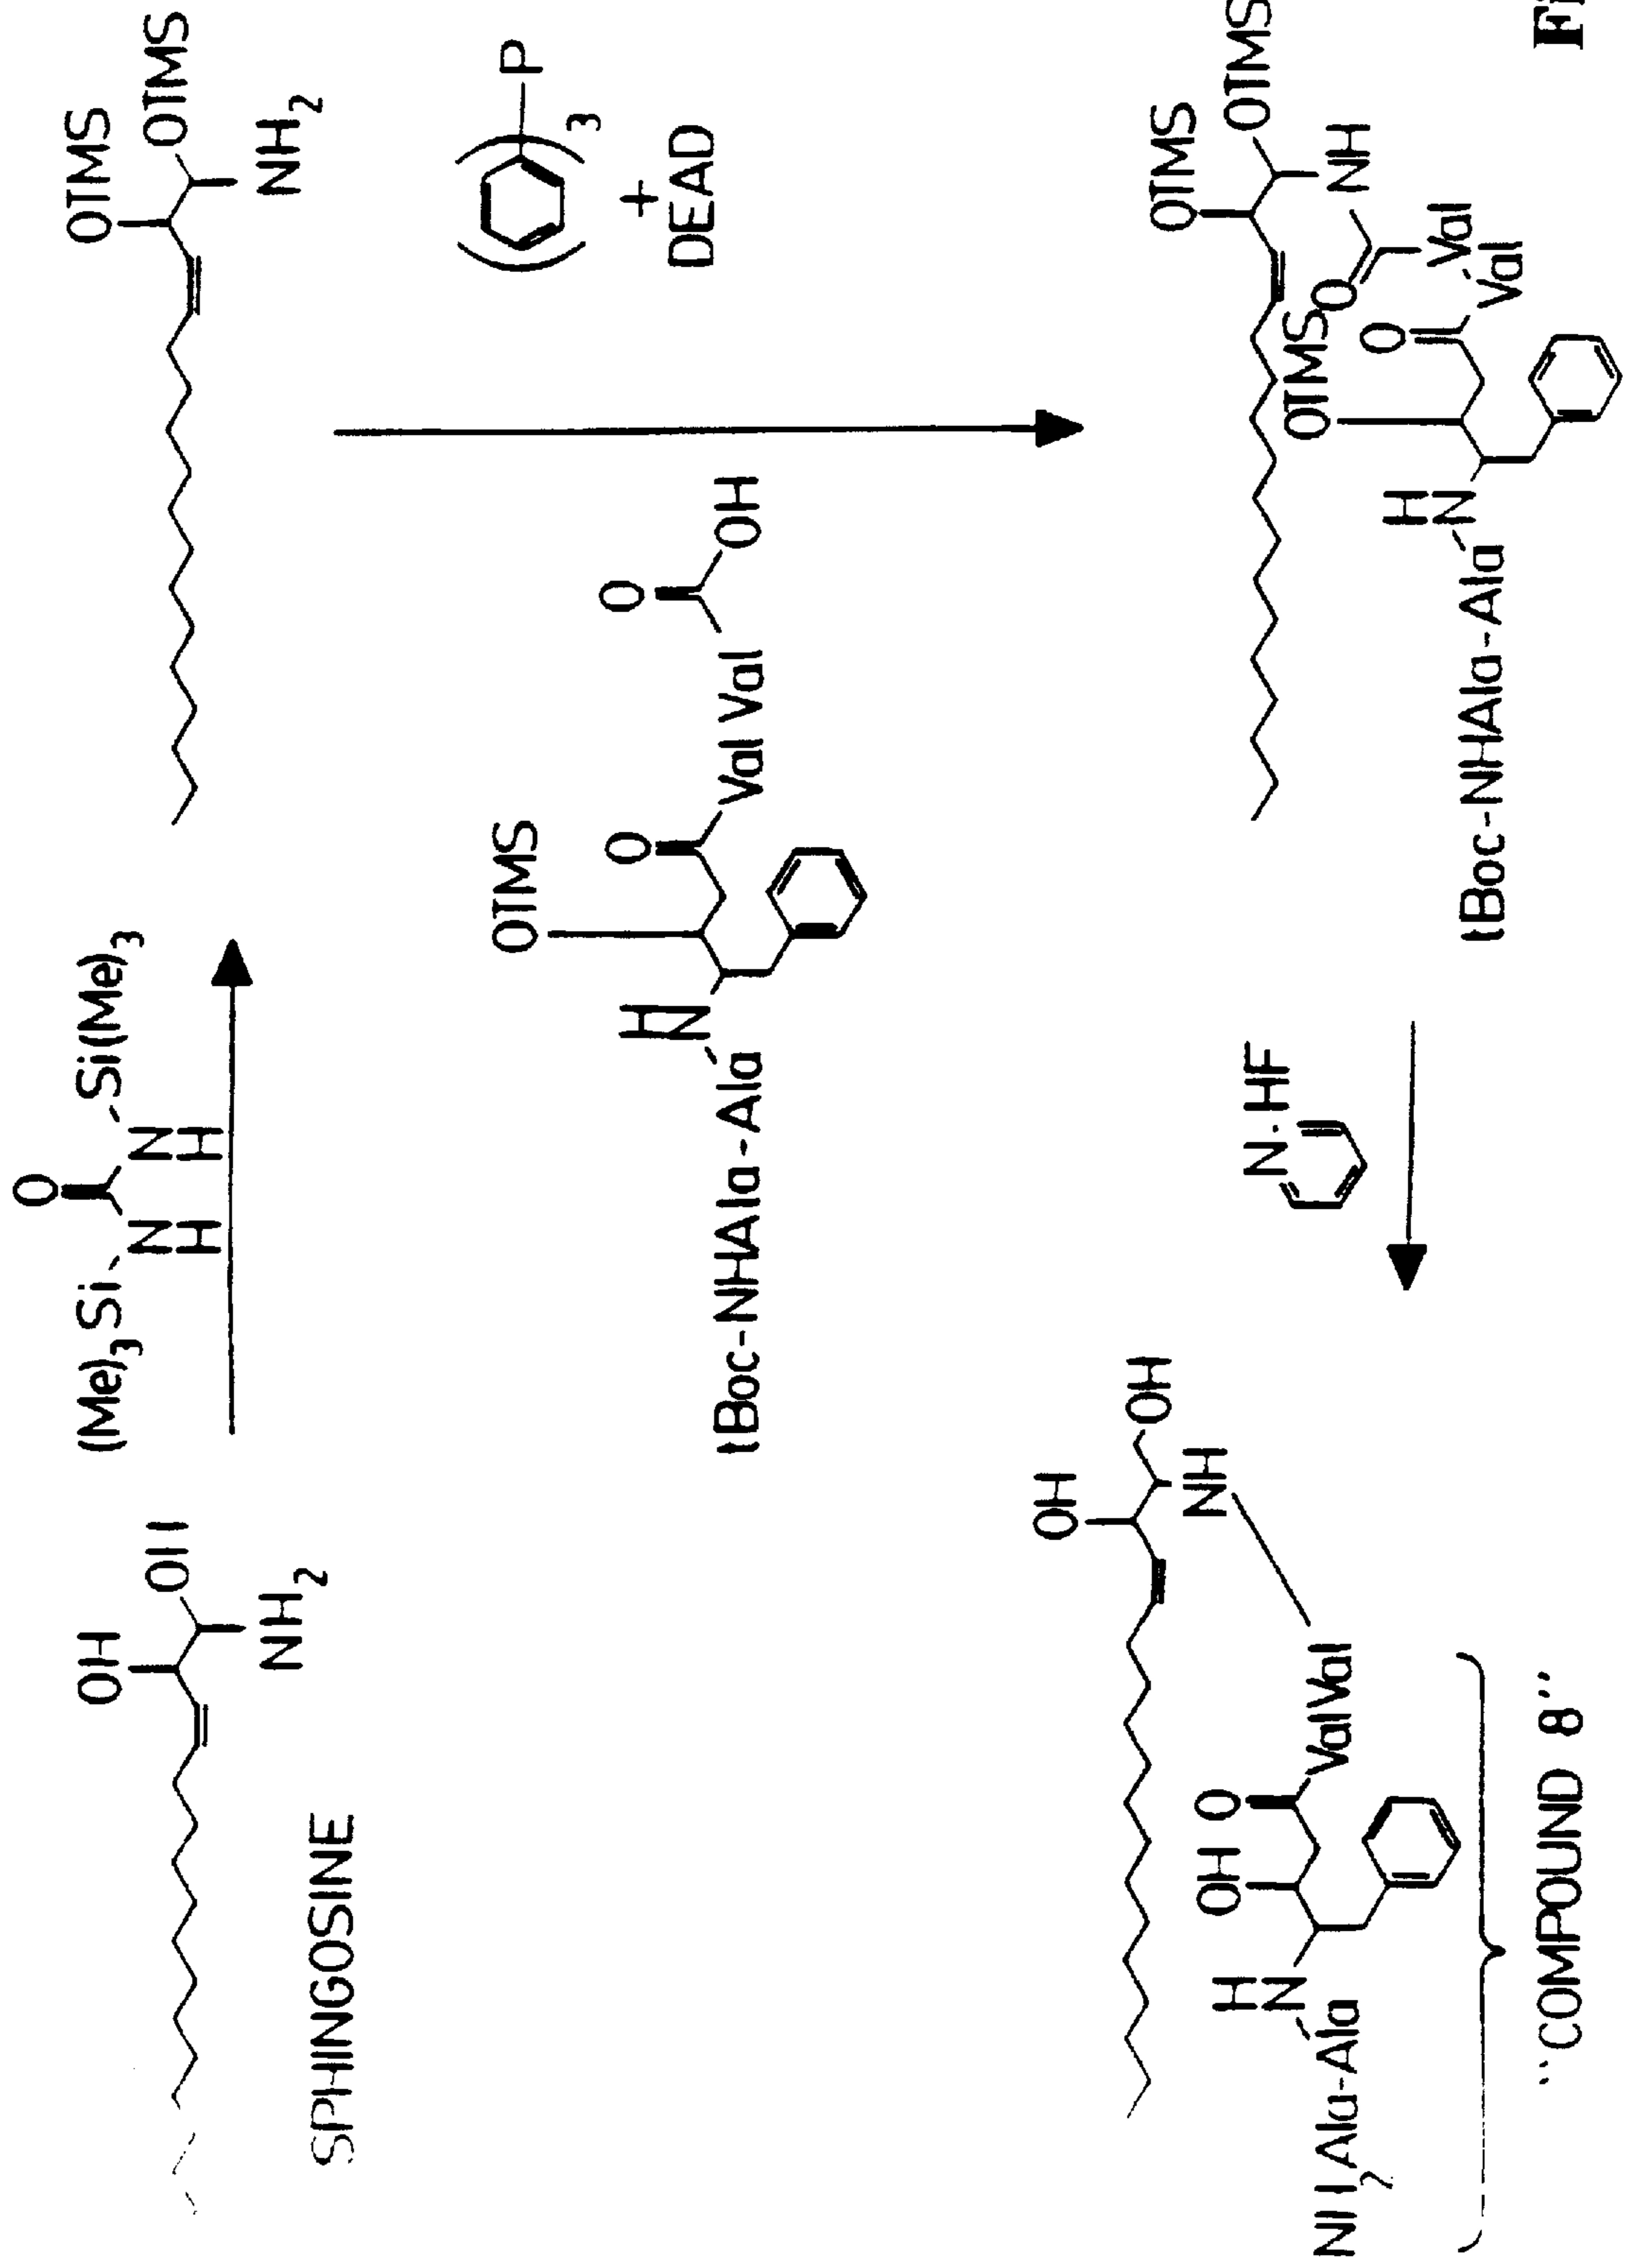 OH
OH
NH2
SPHINGOSINE
O
(Me)3Si N N Si(Me)3
H H
OTMS
OTMS
NH2
OTMS
O
O
H
N
tBoc-NHAla-Ala
Val Val
OH
( )3 P
+
DEAD
OTMS
OTMS
NH
O
OTMS
O
Val
Val
H
N
tBoc-NHAla-Ala
N·HF
OH
OH
NH
OH
O
H
N
NH2Ala-Ala
ValVal
"COMPOUND 8"